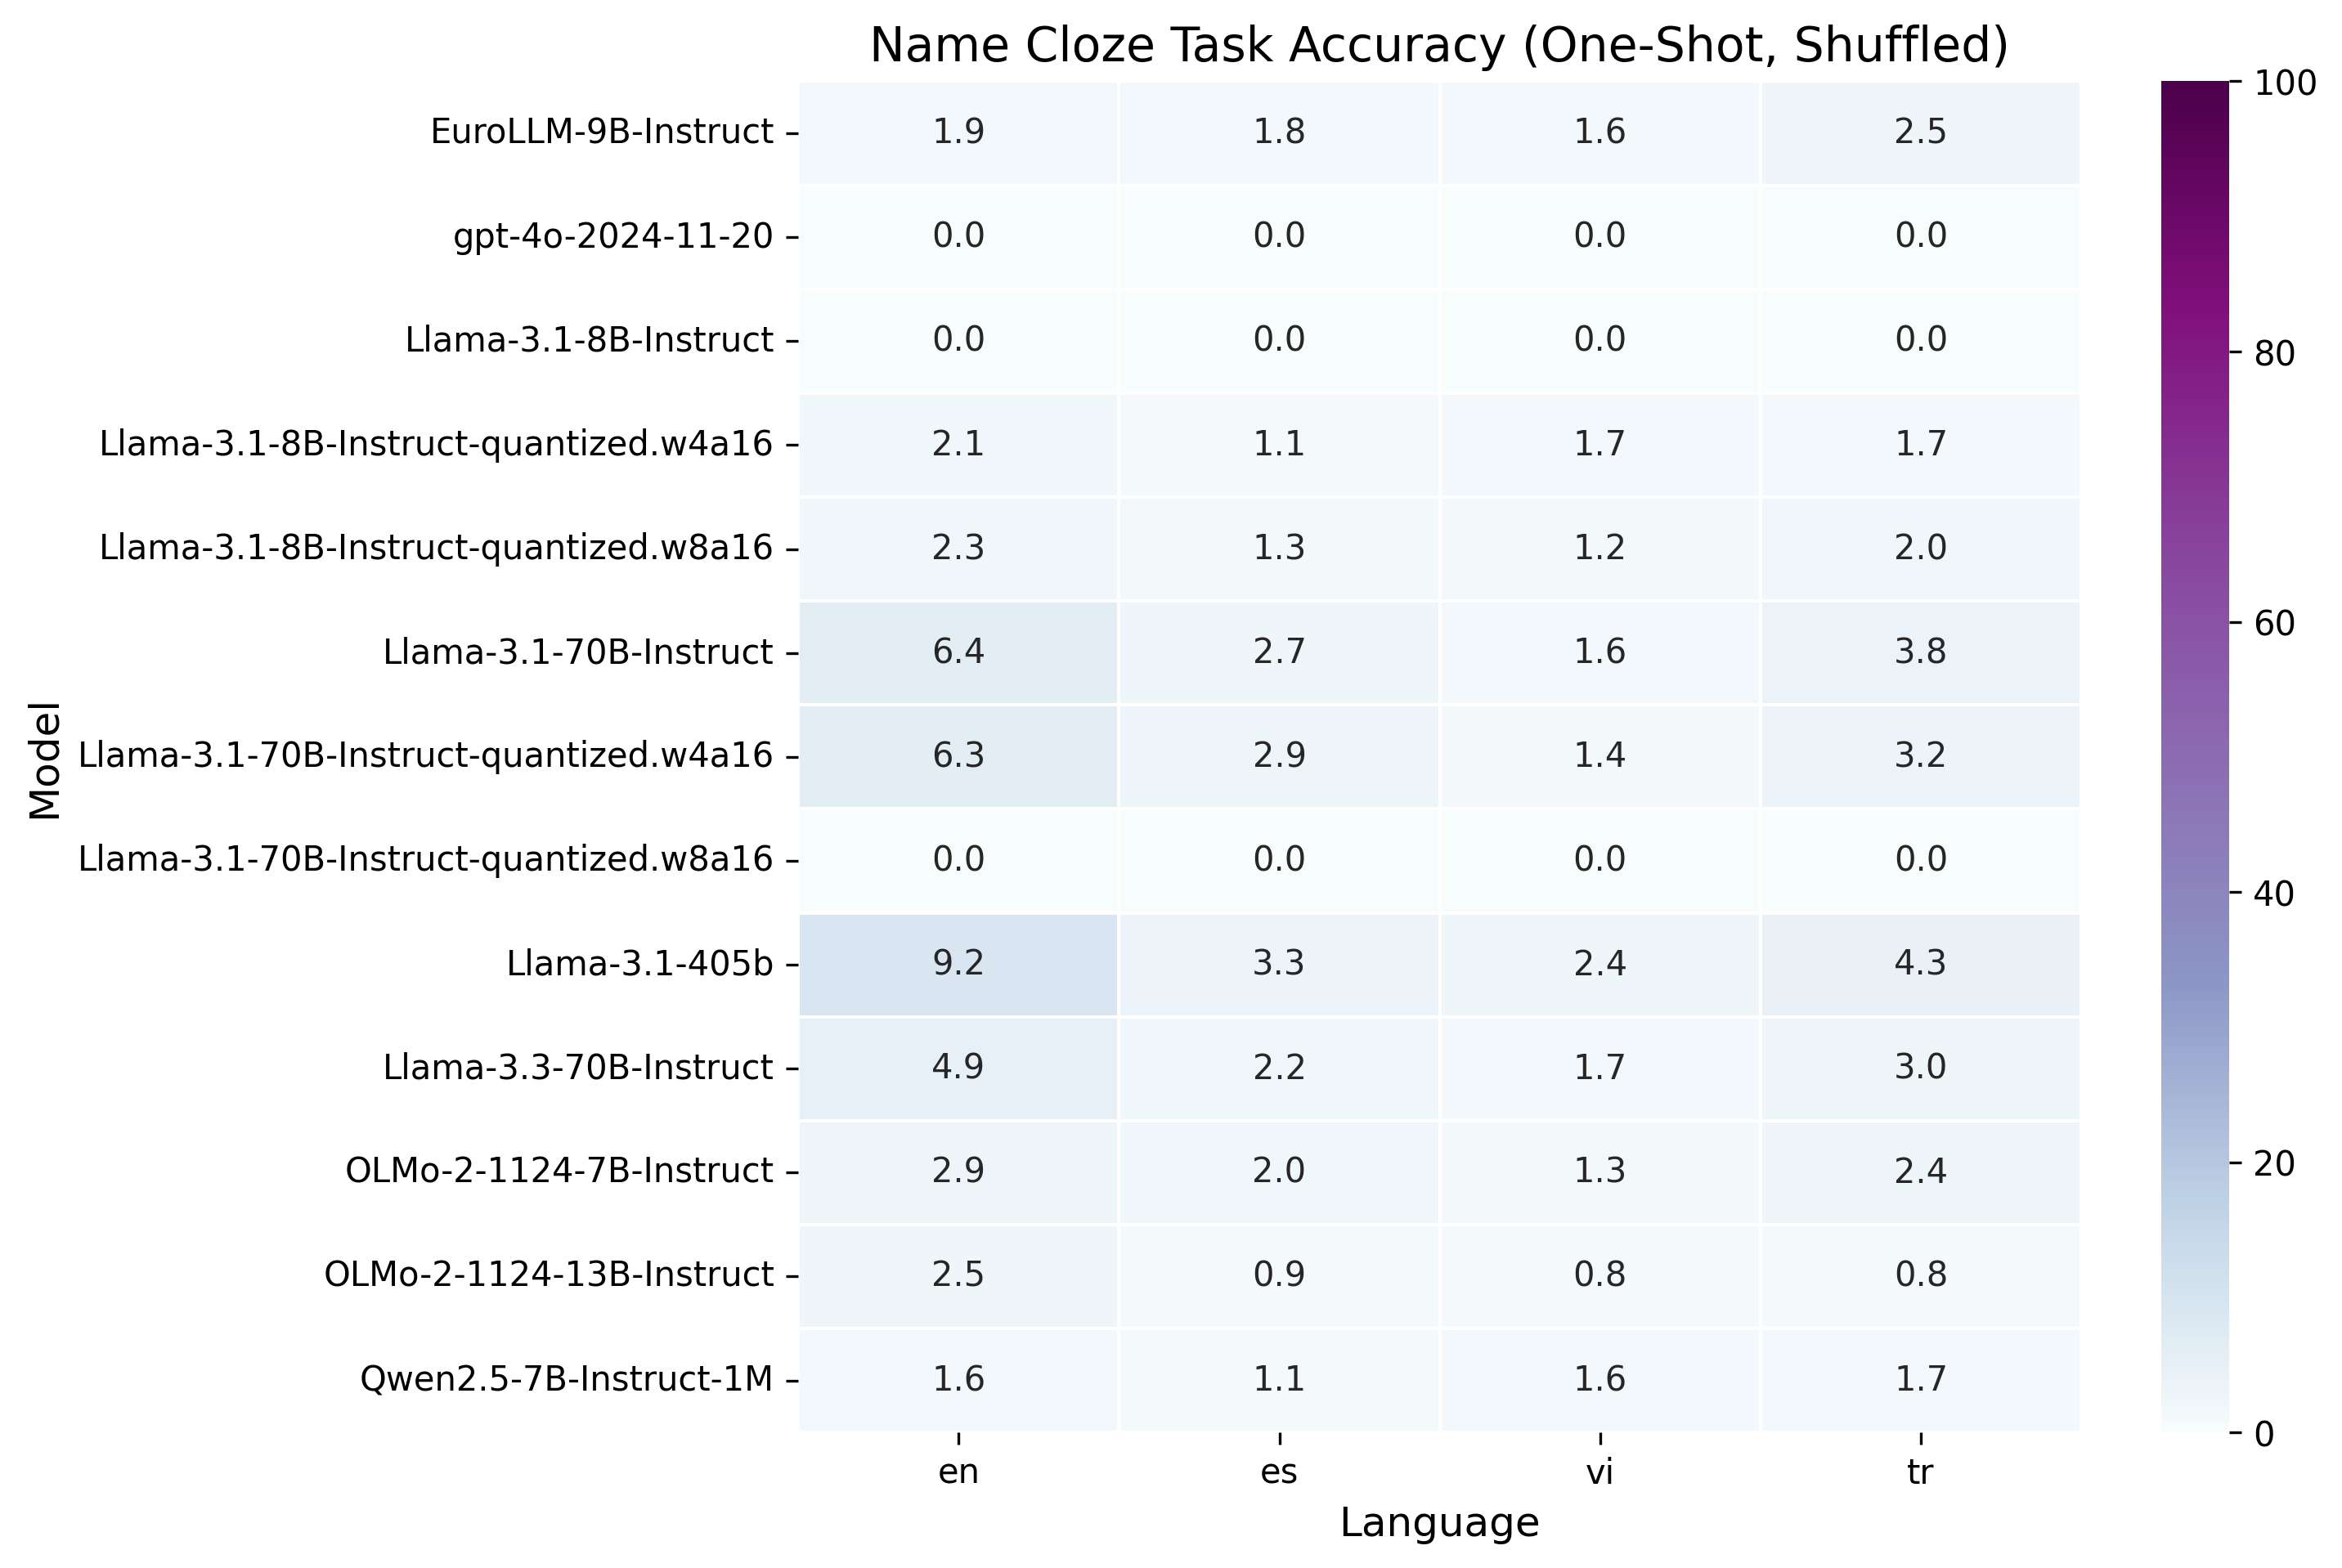 Name Cloze Task Accuracy (One-Shot, Shuffled)
EuroLLM-9B-Instruct 1.9 1.8 1.6 2.5
gpt-4o-2024-11-20 0.0 0.0 0.0 0.0
Llama-3.1-8B-Instruct 0.0 0.0 0.0 0.0
Llama-3.1-8B-Instruct-quantized.w4a16 2.1 1.1 1.7 1.7
Llama-3.1-8B-Instruct-quantized.w8a16 2.3 1.3 1.2 2.0
Llama-3.1-70B-Instruct 6.4 2.7 1.6 3.8
Llama-3.1-70B-Instruct-quantized.w4a16 6.3 2.9 1.4 3.2
Llama-3.1-70B-Instruct-quantized.w8a16 0.0 0.0 0.0 0.0
Llama-3.1-405b 9.2 3.3 2.4 4.3
Llama-3.3-70B-Instruct 4.9 2.2 1.7 3.0
OLMo-2-1124-7B-Instruct 2.9 2.0 1.3 2.4
OLMo-2-1124-13B-Instruct 2.5 0.9 0.8 0.8
Qwen2.5-7B-Instruct-1M 1.6 1.1 1.6 1.7
en es vi tr
Language
Model
100
80
60
40
20
0